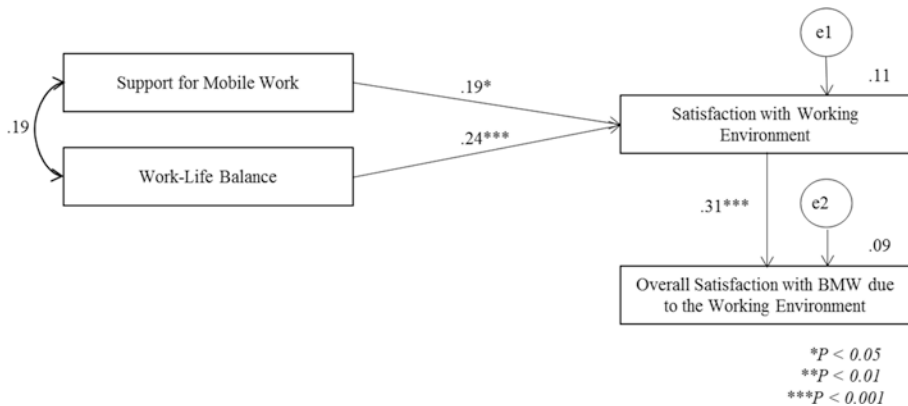 e1
.11
Support for Mobile Work
.19*
Satisfaction with Working
Environment
.19
.24***
Work-Life Balance
.31***
e2
.09
Overall Satisfaction with BMW due
to the Working Environment
*P < 0.05
**P < 0.01
***P < 0.001